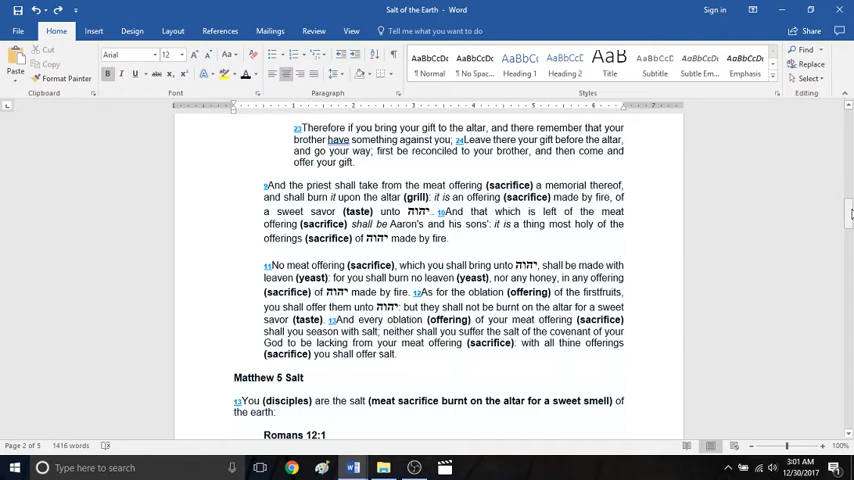 Salt of the Earth - Word
Sign in
File Home Insert Design Layout References Mailings Review View Tell me what you want to do Share
Paste Cut Copy Format Painter
Clipboard
Arial 12
Font
Paragraph
AaBbCcDc AaBbCcDc AaBbCc AaBbCcD AaB AaBbCcD AaBbCcDc
¶ Normal ¶ No Spac... Heading 1 Heading 2 Title Subtitle Emphasis
Styles
Find Replace Select
Editing
23Therefore if you bring your gift to the altar, and there remember that your
brother have something against you; 24Leave there your gift before the altar,
and go your way; first be reconciled to your brother, and then come and
offer your gift.
9And the priest shall take from the meat offering (sacrifice) a memorial thereof,
and shall burn it upon the altar (grill): it is an offering (sacrifice) made by fire, of
a sweet savor (taste) unto יהוה. 10And that which is left of the meat
offering (sacrifice) shall be Aaron's and his sons': it is a thing most holy of the
offerings (sacrifice) of יהוה made by fire.
11No meat offering (sacrifice), which you shall bring unto יהוה, shall be made with
leaven (yeast): for you shall burn no leaven (yeast), nor any honey, in any offering
(sacrifice) of יהוה made by fire. 12As for the oblation (offering) of the firstfruits,
you shall offer them unto יהוה: but they shall not be burnt on the altar for a sweet
savor (taste). 13And every oblation (offering) of your meat offering (sacrifice)
shall you season with salt; neither shall you suffer the salt of the covenant of your
God to be lacking from your meat offering (sacrifice): with all thine offerings
(sacrifice) you shall offer salt.
Matthew 5 Salt
13You (disciples) are the salt (meat sacrifice burnt on the altar for a sweet smell) of
the earth:
Romans 12:1
Page 2 of 5 1416 words 100%
Type here to search
3:01 AM
12/30/2017